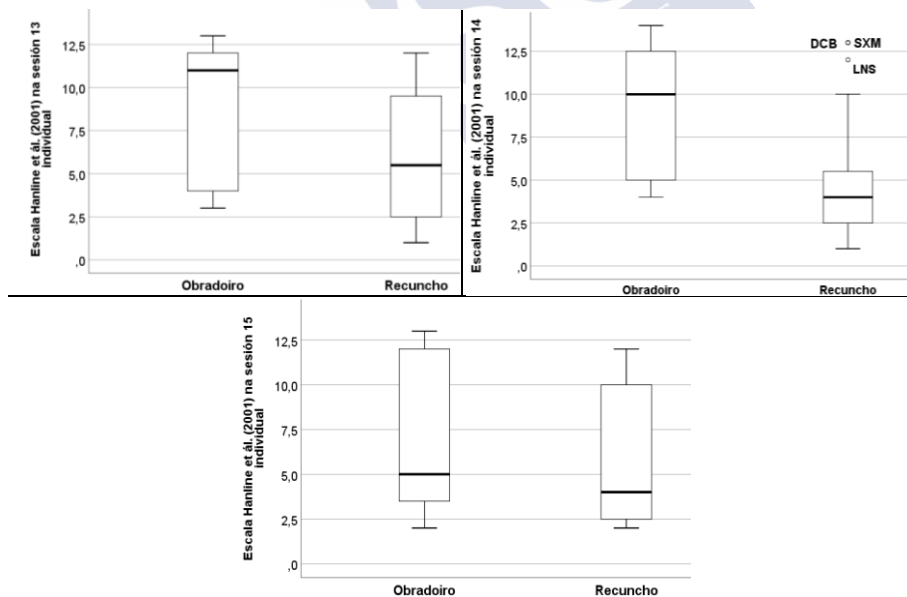 Escala Hanline et ál. (2001) na sesión 13
individual
12,5
10,0
7,5
5,0
2,5
,0
Obradoiro Recuncho
Escala Hanline et ál. (2001) na sesión 14
individual
12,5
10,0
7,5
5,0
2,5
,0
DCB SXM
LNS
Obradoiro Recuncho
Escala Hanline et ál. (2001) na sesión 15
individual
12,5
10,0
7,5
5,0
2,5
,0
Obradoiro Recuncho